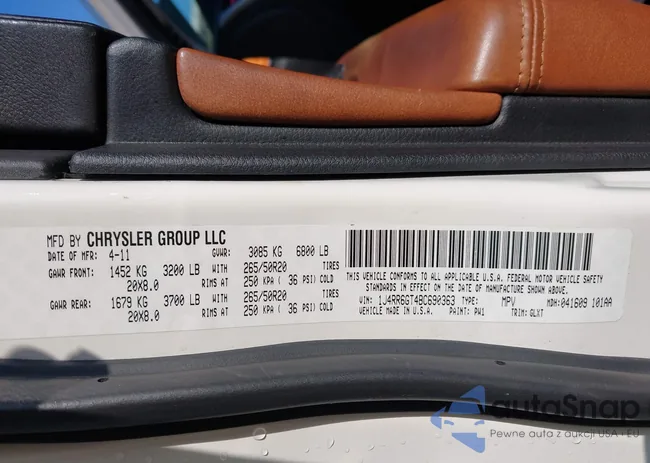 MFD BY CHRYSLER GROUP LLC
DATE OF MFR: 4-11 GVWR: 3085 KG 6800 LB
GAWR FRONT: 1452 KG 3200 LB WITH 265/50R20 TIRES
20X8.0 RIMS AT 250 KPA ( 36 PSI) COLD
GAWR REAR: 1679 KG 3700 LB WITH 265/50R20 TIRES
20X8.0 RIMS AT 250 KPA ( 36 PSI) COLD
THIS VEHICLE CONFORMS TO ALL APPLICABLE U.S.A. FEDERAL MOTOR VEHICLE SAFETY
STANDARDS IN EFFECT ON THE DATE OF MANUFACTURE SHOWN ABOVE.
VIN: 1J4RR6GT4BC690363 TYPE: MPV MDH:041609 101AA
VEHICLE MADE IN U.S.A. PAINT: PW1 TRIM: GLXT
autoSnap
Pewne auta z aukcji USA - EU